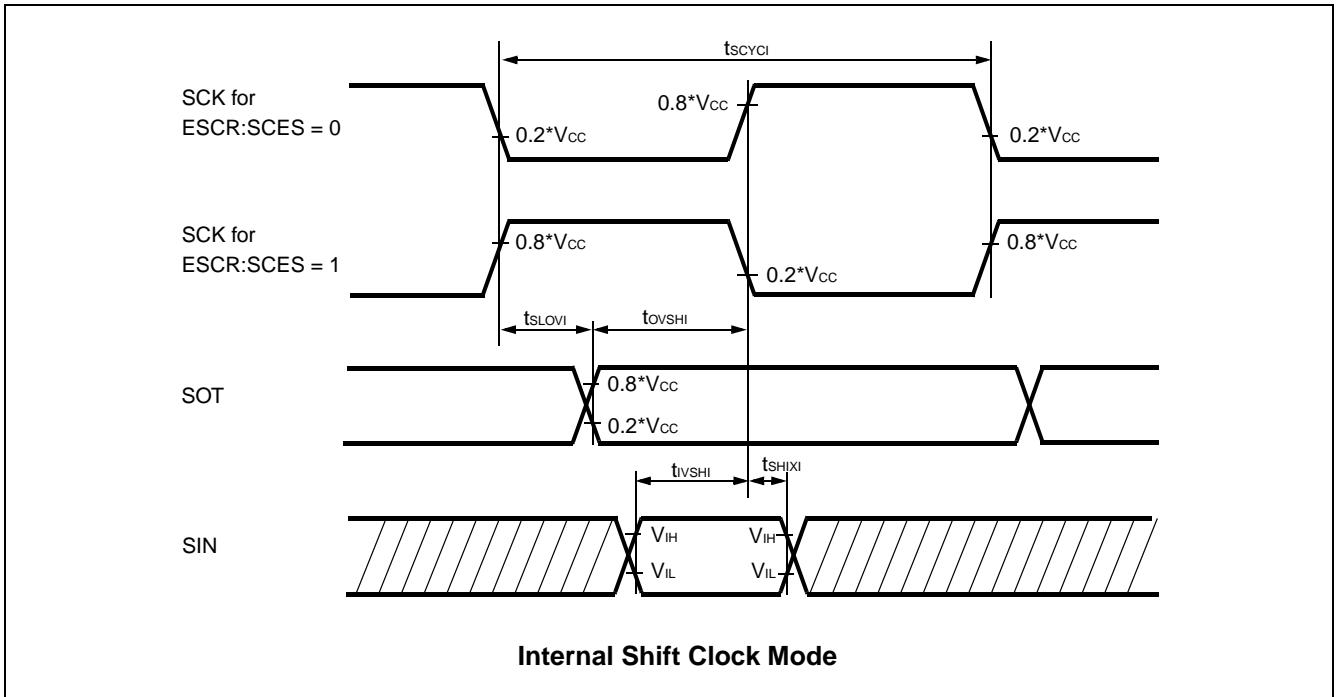 tSCYCI
SCK for
ESCR:SCES = 0
0.8*VCC
0.2*VCC
0.2*VCC
SCK for
ESCR:SCES = 1
0.8*VCC
0.8*VCC
0.2*VCC
tSLOVI
tOVSHI
SOT
0.8*VCC
0.2*VCC
tIVSHI
tSHIXI
SIN
VIH
VIH
VIL
VIL
Internal Shift Clock Mode